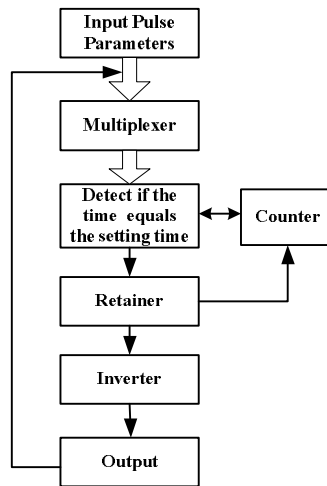 Input Pulse
Parameters
Multiplexer
Detect if the
time equals
the setting time
Counter
Retainer
Inverter
Output